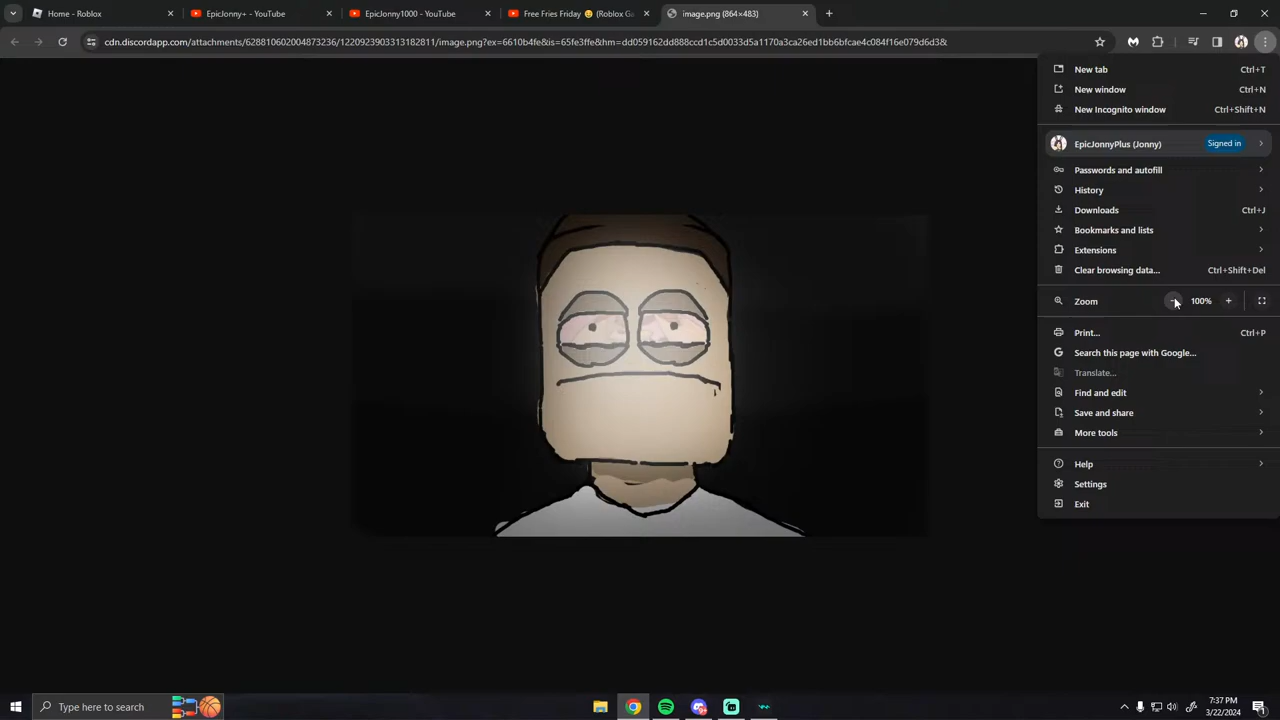 Home - Roblox
EpicJonny+ - YouTube
EpicJonny1000 - YouTube
Free Fries Friday 😀 (Roblox Ga
image.png (864×483)
cdn.discordapp.com/attachments/628810602004873236/1220923903313182811/image.png?ex=6610b4fe&is=65fe3ffe&hm=dd059162dd888ccd1c5d0033d5a1170a3ca26ed1bb6bfcae4c084f16e079d6d3&
New tab Ctrl+T
New window Ctrl+N
New Incognito window Ctrl+Shift+N
EpicJonnyPlus (Jonny) Signed in
Passwords and autofill
History
Downloads Ctrl+J
Bookmarks and lists
Extensions
Clear browsing data... Ctrl+Shift+Del
Zoom 100% +
Print... Ctrl+P
Search this page with Google...
Translate...
Find and edit
Save and share
More tools
Help
Settings
Exit
Type here to search
7:37 PM
3/22/2024